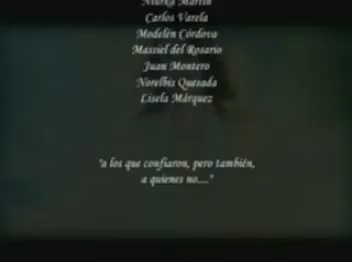 Martin
Carlos Varela
Modelén Córdova
Massiel del Rosario
Juan Montero
Norelbis Quesada
Lisela Márquez
"a los que confiaron, pero también,
a quienes no...."